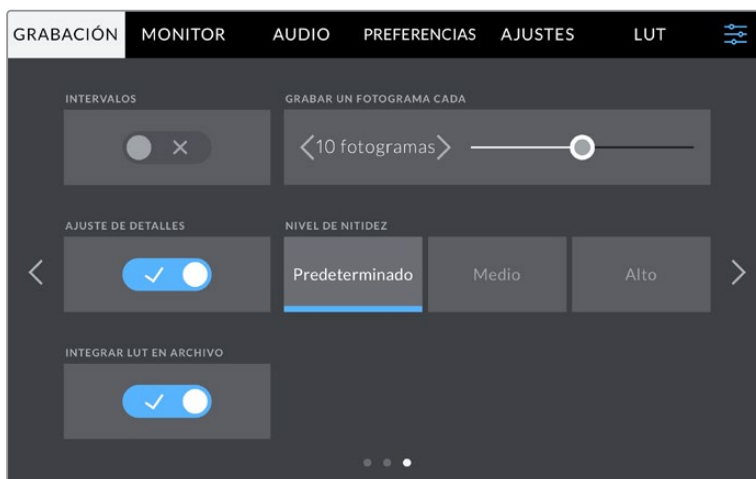 GRABACIÓN MONITOR AUDIO PREFERENCIAS AJUSTES LUT
INTERVALOS GRABAR UN FOTOGRAMA CADA
10 fotogramas
AJUSTE DE DETALLES NIVEL DE NITIDEZ
Predeterminado Medio Alto
INTEGRAR LUT EN ARCHIVO